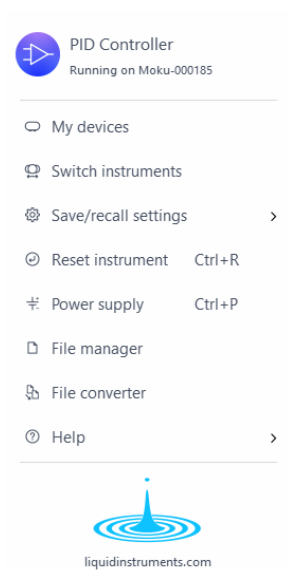 PID Controller
Running on Moku-000185
My devices
Switch instruments
Save/recall settings
Reset instrument Ctrl+R
Power supply Ctrl+P
File manager
File converter
Help
liquidinstruments.com